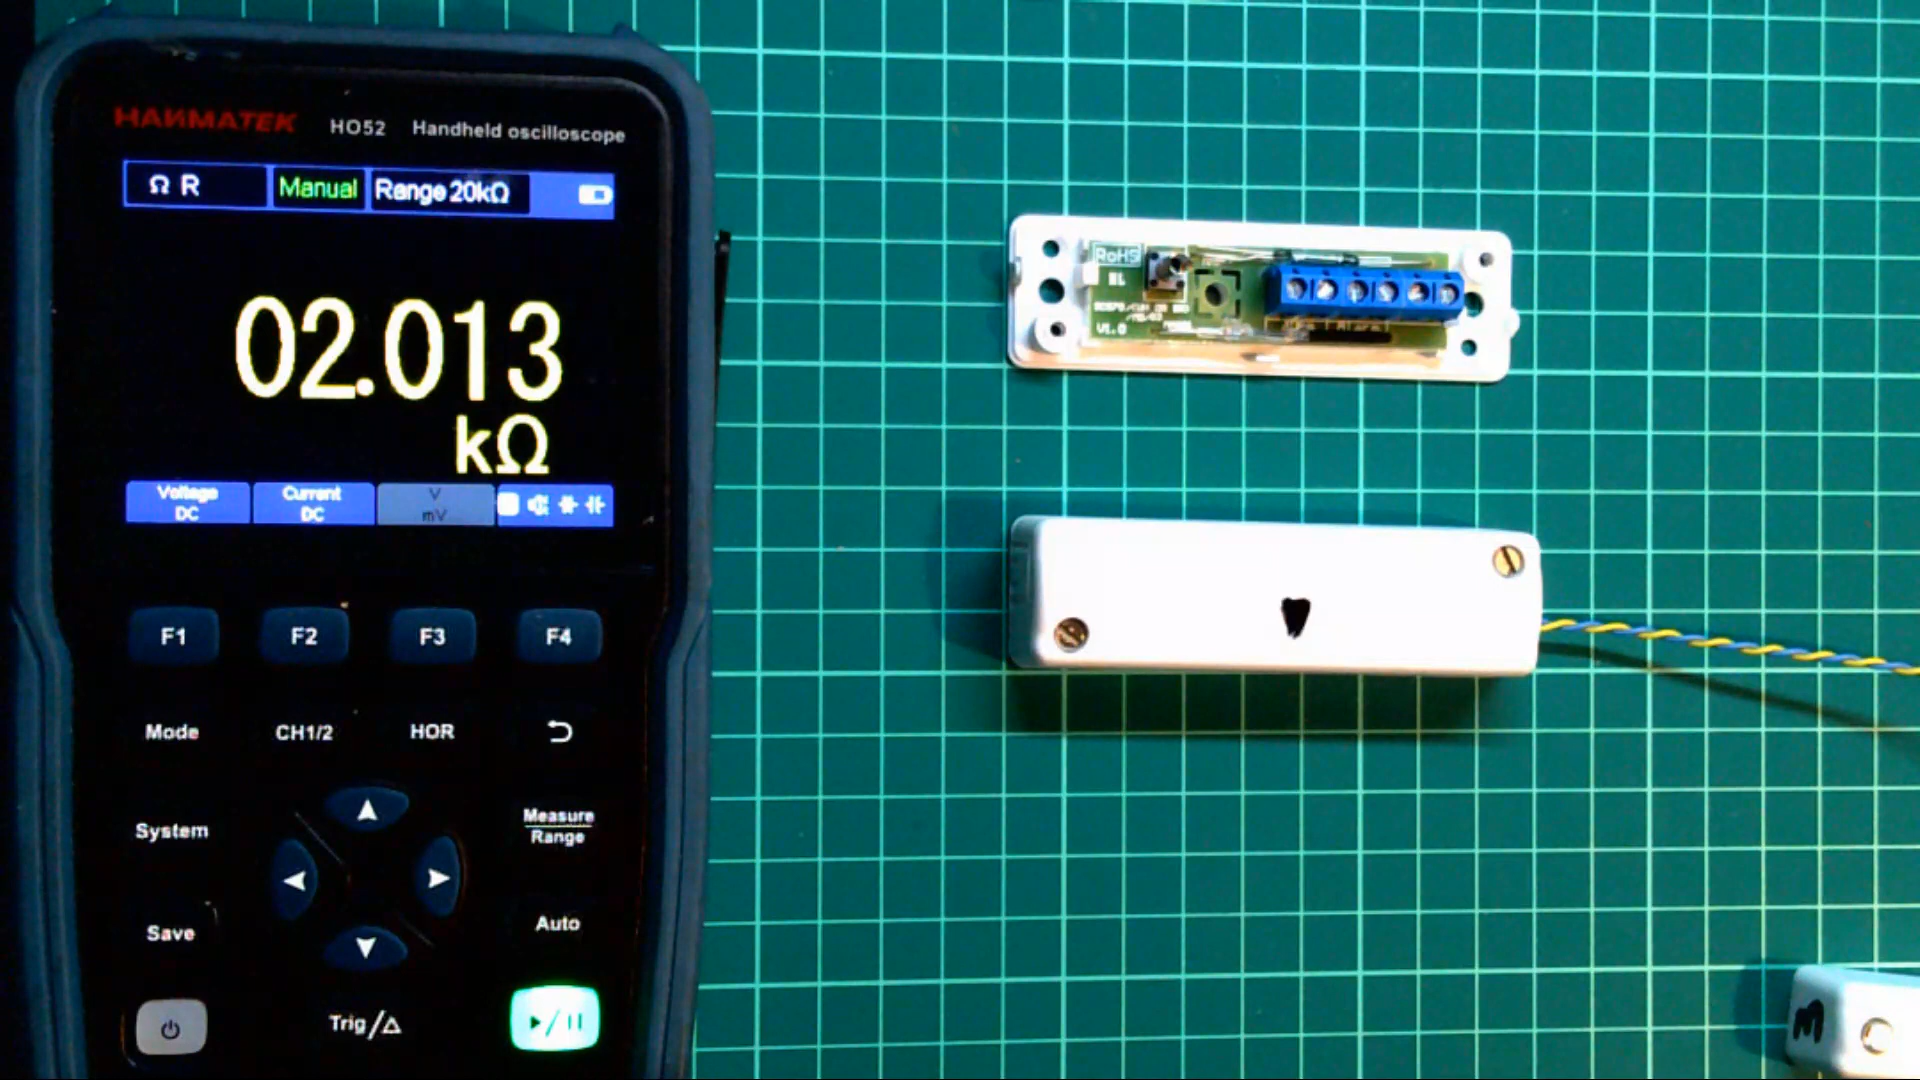 HANMATEK HO52 Handheld oscilloscope
Ω R Manual Range 20kΩ
02.013
kΩ
Voltage DC Current DC V mV
F1 F2 F3 F4
Mode CH1/2 HOR
System Measure Range
Save Auto
Trig/△
RoHS
V1.0
Alarm
M